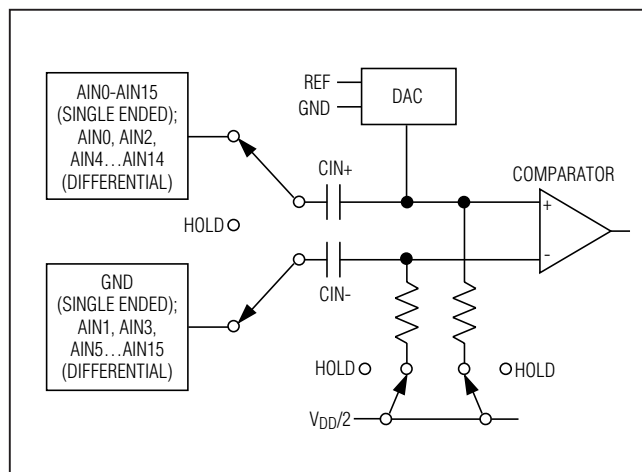 AIN0-AIN15
(SINGLE ENDED);
AIN0, AIN2,
AIN4…AIN14
(DIFFERENTIAL)
REF
GND
DAC
CIN+
COMPARATOR
+
-
HOLD
GND
(SINGLE ENDED);
AIN1, AIN3,
AIN5…AIN15
(DIFFERENTIAL)
CIN-
HOLD
HOLD
VDD/2